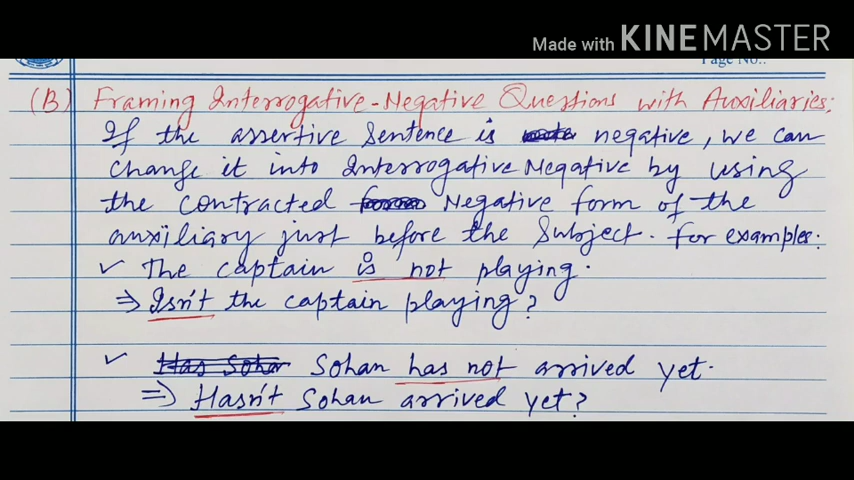 Made with KINEMASTER
Page No.:
(B) Framing Interrogative-Negative Questions with Auxiliaries:
If the assertive sentence is negative, we can
change it into Interrogative Negative by using
the contracted Negative form of the
auxiliary just before the Subject. For examples:
✓ The captain is not playing.
⇒ Isn't the captain playing?
✓ Has Sohan Sohan has not arrived yet.
⇒ Hasn't Sohan arrived yet?